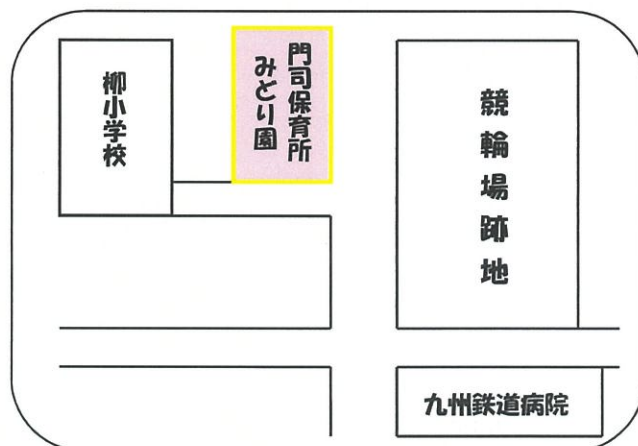 柳小学校
門司保育所
みどり園
競輪場跡地
九州鉄道病院